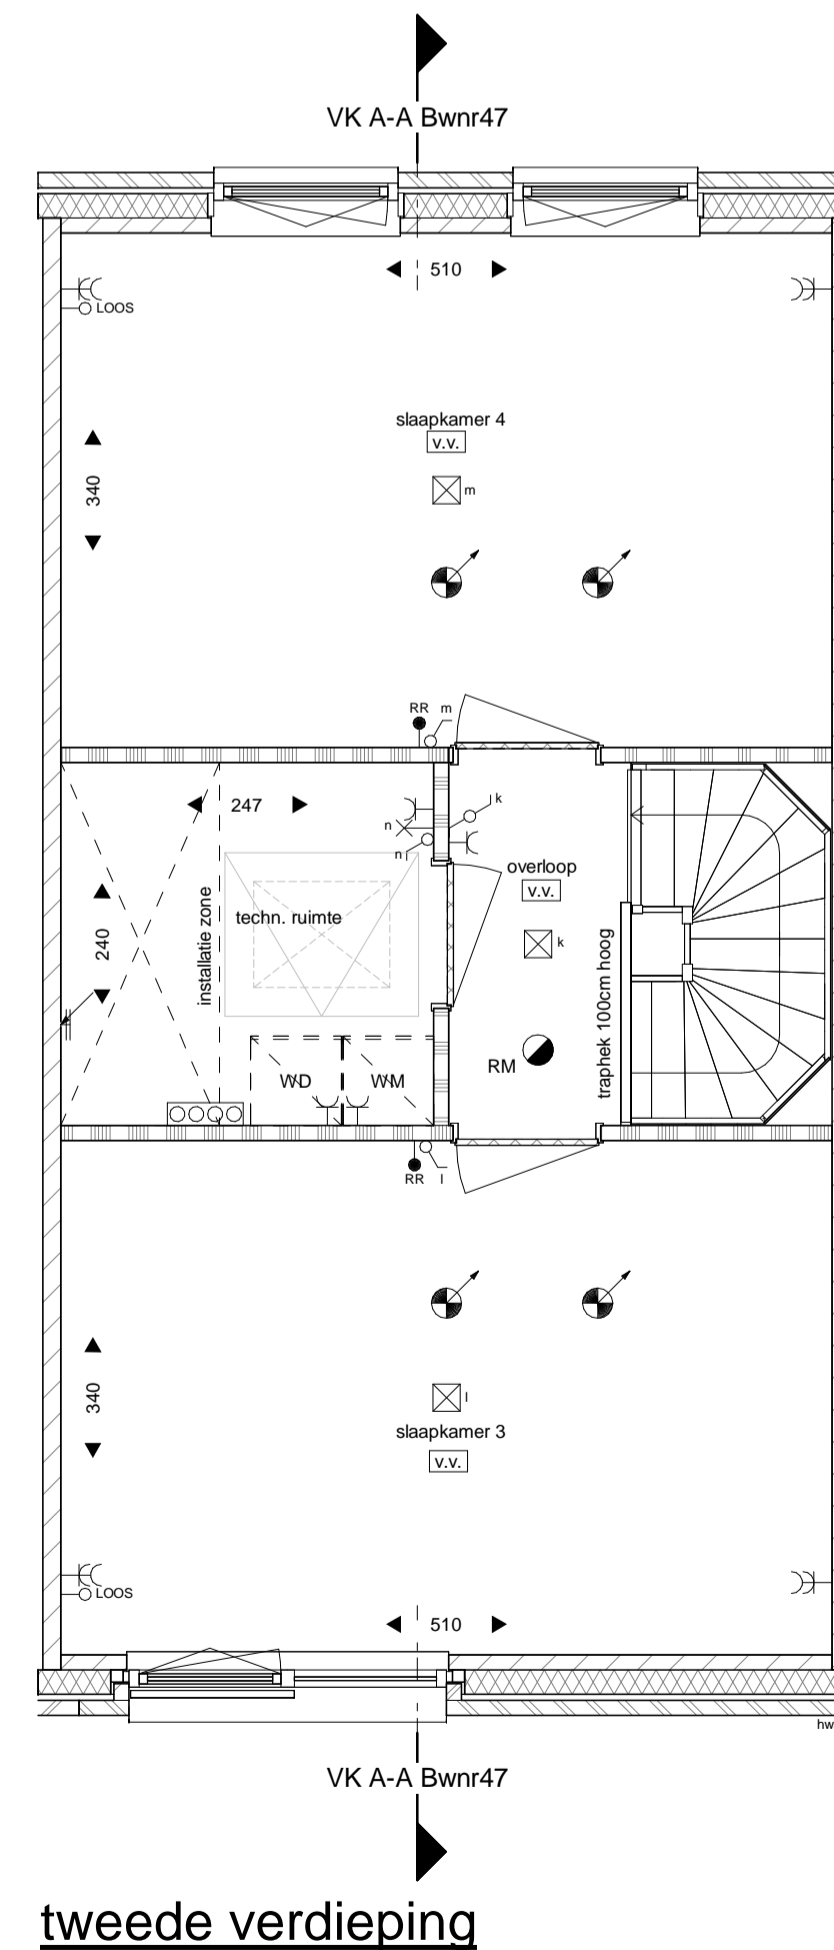 VK A-A Bwnr47
510
LOOS
slaapkamer 4
v.v.
m
340
RR m
247
k
n
n
overloop
v.v.
techn. ruimte
installatie zone
240
k
traphek 100cm hoog
RM
WD WM
RR l
340
l
slaapkamer 3
v.v.
LOOS
510
hw
VK A-A Bwnr47
tweede verdieping